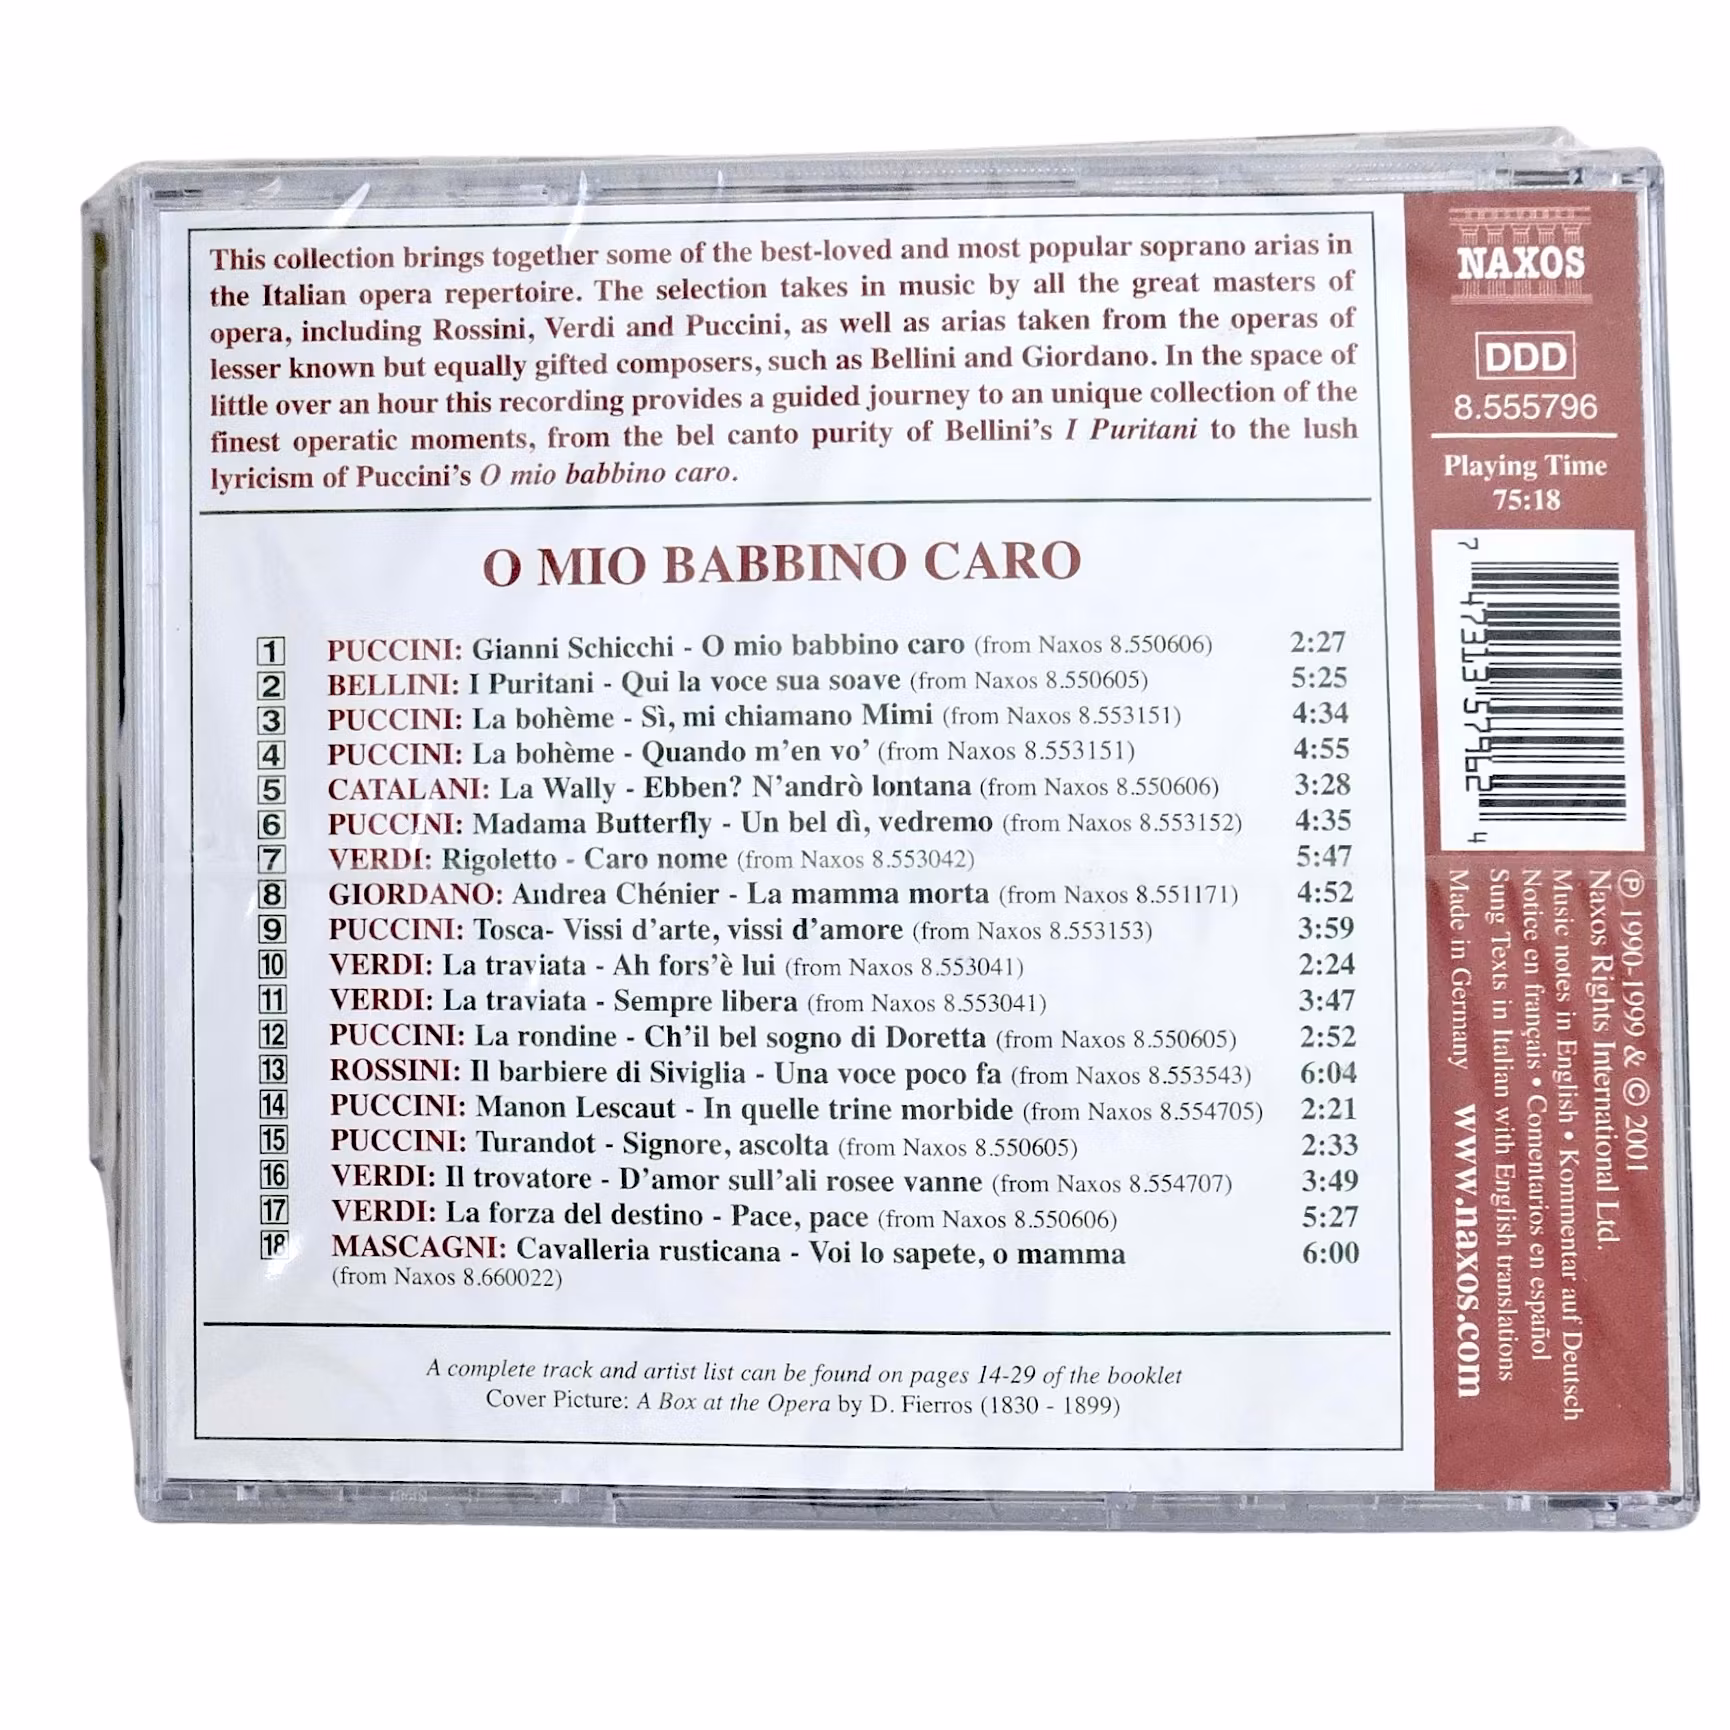 This collection brings together some of the best-loved and most popular soprano arias in
the Italian opera repertoire. The selection takes in music by all the great masters of
opera, including Rossini, Verdi and Puccini, as well as arias taken from the operas of
lesser known but equally gifted composers, such as Bellini and Giordano. In the space of
little over an hour this recording provides a guided journey to an unique collection of the
finest operatic moments, from the bel canto purity of Bellini's I Puritani to the lush
lyricism of Puccini's O mio babbino caro.
O MIO BABBINO CARO
1 PUCCINI: Gianni Schicchi - O mio babbino caro (from Naxos 8.550606) 2:27
2 BELLINI: I Puritani - Qui la voce sua soave (from Naxos 8.550605) 5:25
3 PUCCINI: La bohème - Sì, mi chiamano Mimi (from Naxos 8.553151) 4:34
4 PUCCINI: La bohème - Quando m'en vo' (from Naxos 8.553151) 4:55
5 CATALANI: La Wally - Ebben? N'andrò lontana (from Naxos 8.550606) 3:28
6 PUCCINI: Madama Butterfly - Un bel dì, vedremo (from Naxos 8.553152) 4:35
7 VERDI: Rigoletto - Caro nome (from Naxos 8.553042) 5:47
8 GIORDANO: Andrea Chénier - La mamma morta (from Naxos 8.551171) 4:52
9 PUCCINI: Tosca- Vissi d'arte, vissi d'amore (from Naxos 8.553153) 3:59
10 VERDI: La traviata - Ah fors'è lui (from Naxos 8.553041) 2:24
11 VERDI: La traviata - Sempre libera (from Naxos 8.553041) 3:47
12 PUCCINI: La rondine - Ch'il bel sogno di Doretta (from Naxos 8.550605) 2:52
13 ROSSINI: Il barbiere di Siviglia - Una voce poco fa (from Naxos 8.553543) 6:04
14 PUCCINI: Manon Lescaut - In quelle trine morbide (from Naxos 8.554705) 2:21
15 PUCCINI: Turandot - Signore, ascolta (from Naxos 8.550605) 2:33
16 VERDI: Il trovatore - D'amor sull'ali rosee vanne (from Naxos 8.554707) 3:49
17 VERDI: La forza del destino - Pace, pace (from Naxos 8.550606) 5:27
18 MASCAGNI: Cavalleria rusticana - Voi lo sapete, o mamma 6:00
(from Naxos 8.660022)
A complete track and artist list can be found on pages 14-29 of the booklet
Cover Picture: A Box at the Opera by D. Fierros (1830 - 1899)
NAXOS
DDD
8.555796
Playing Time
75:18
7 47313 57962 4
℗ 1990-1999 & © 2001
Naxos Rights International Ltd.
Music notes in English • Kommentar auf Deutsch
Notice en français • Comentarios en español
Sung Texts in Italian with English translations
Made in Germany www.naxos.com